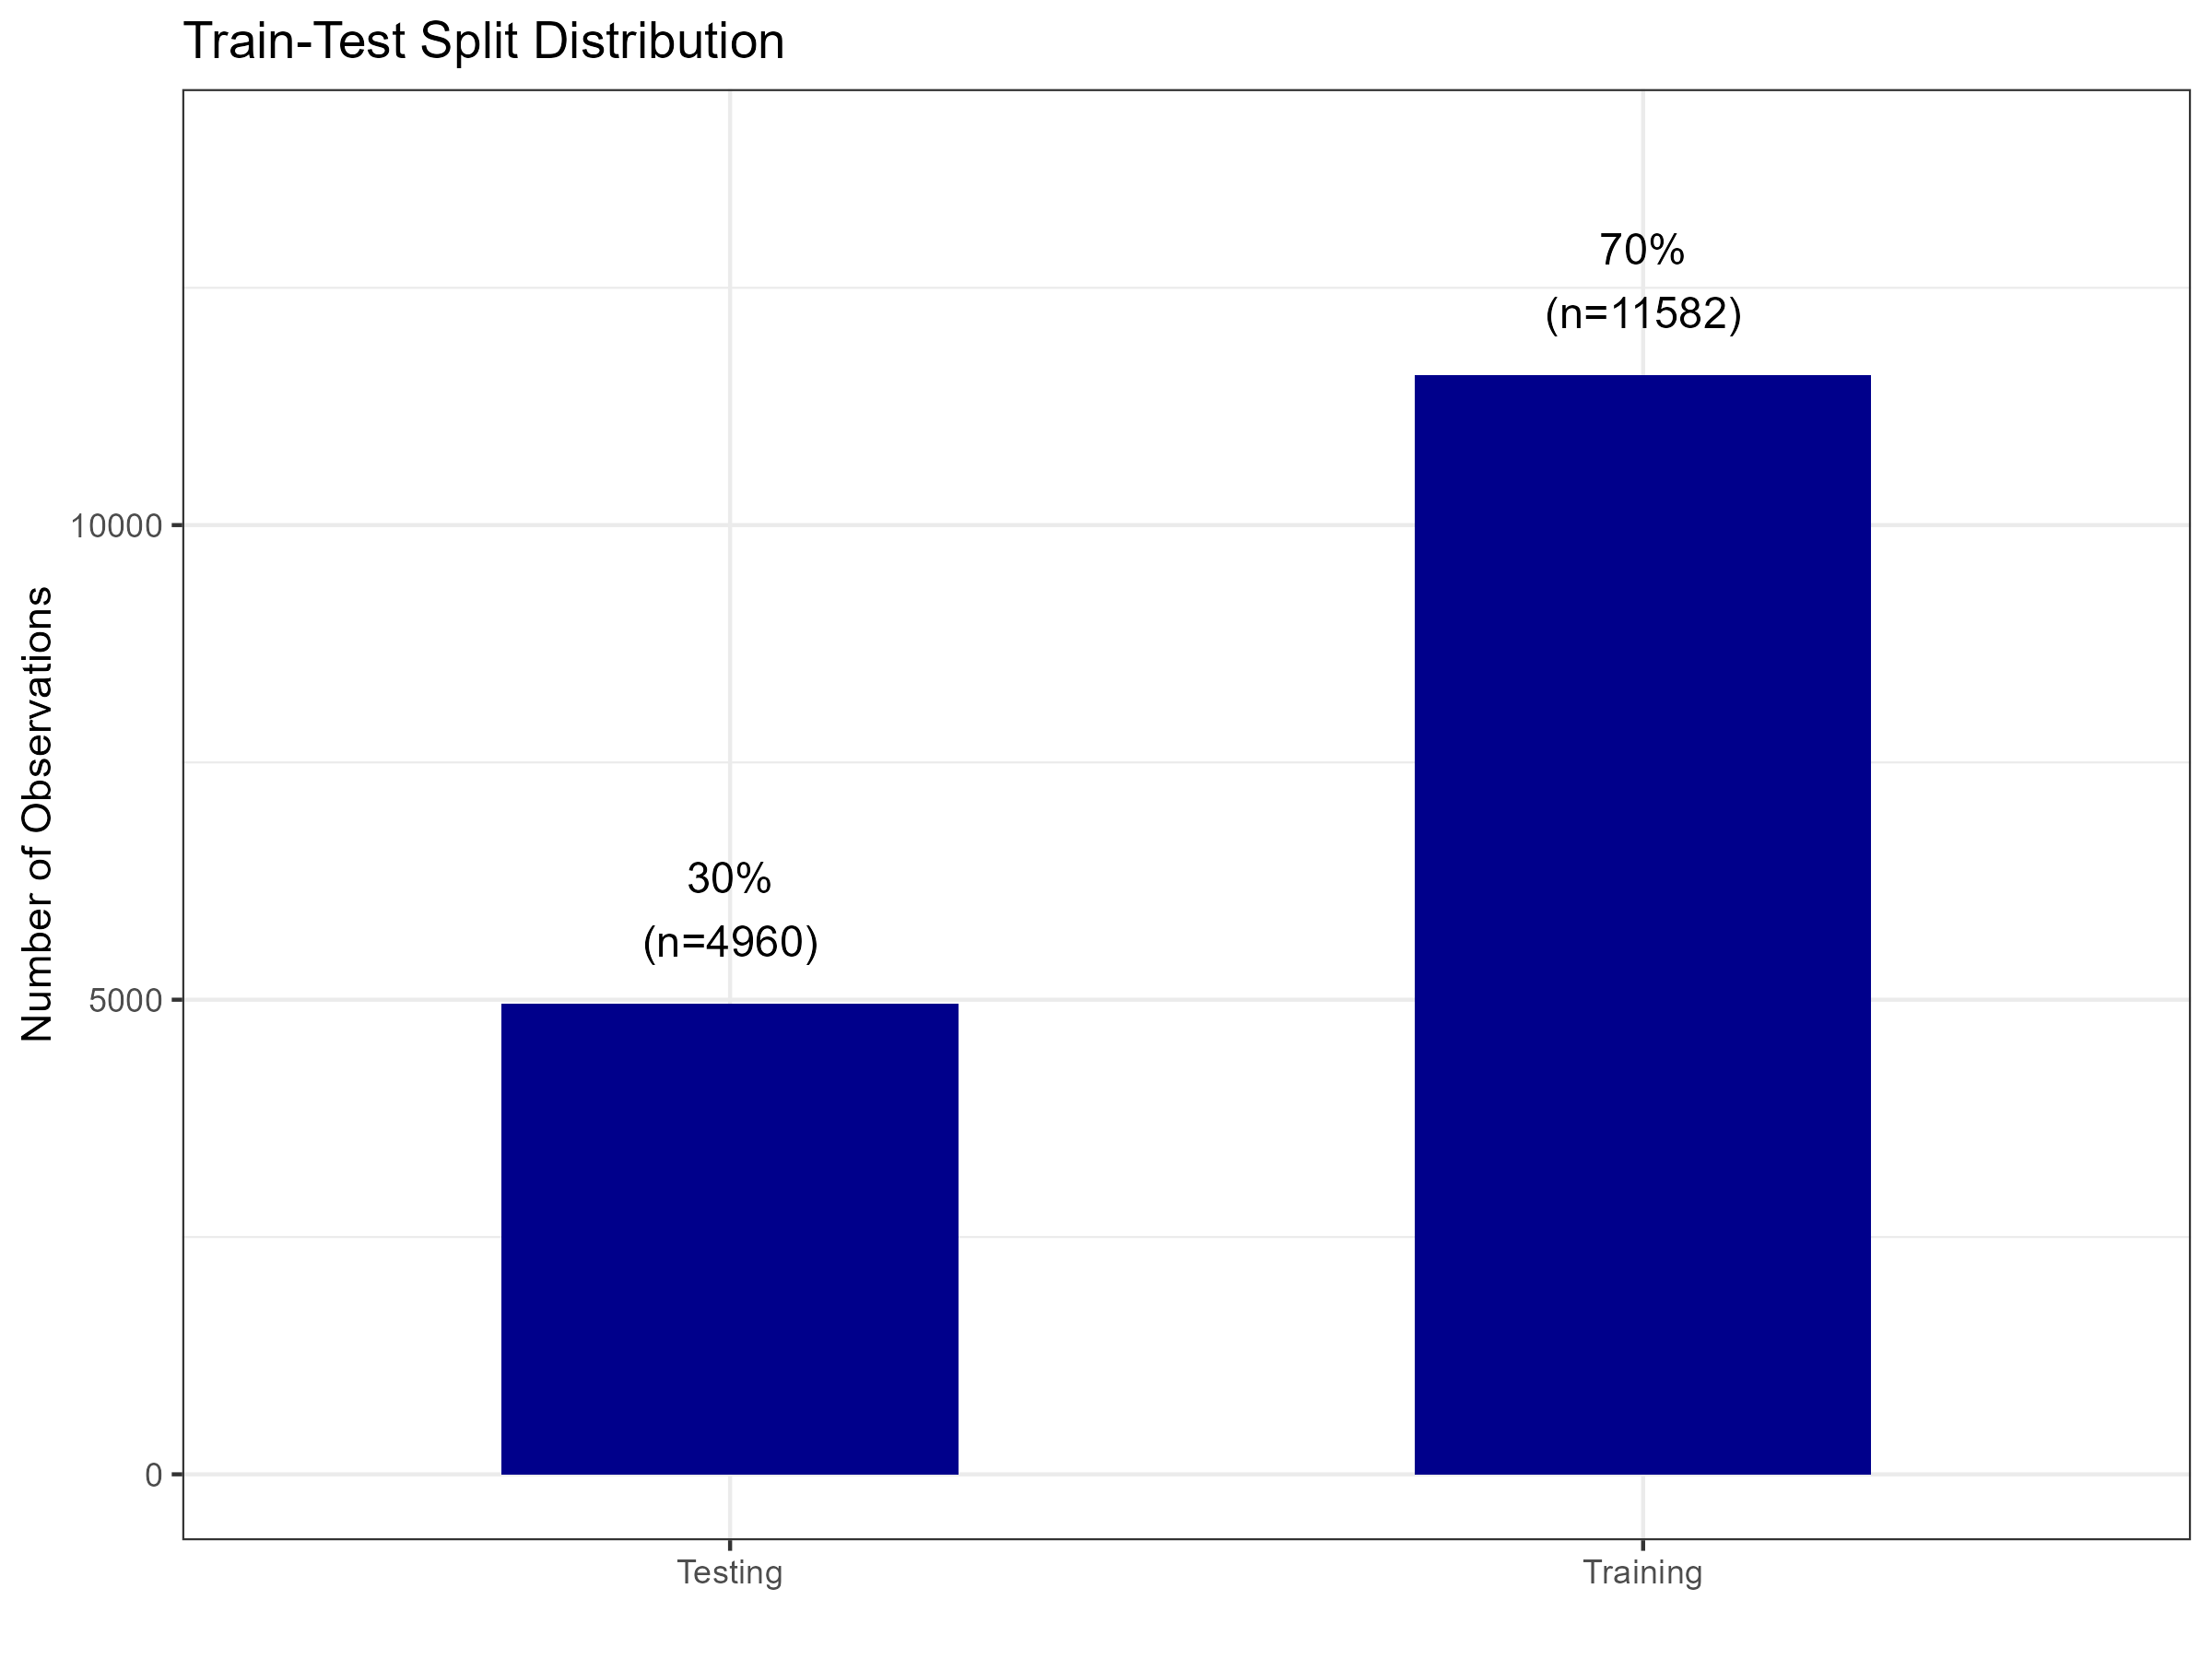 Train-Test Split Distribution
70%
(n=11582)
10000
30%
(n=4960)
5000
0
Number of Observations
Testing
Training